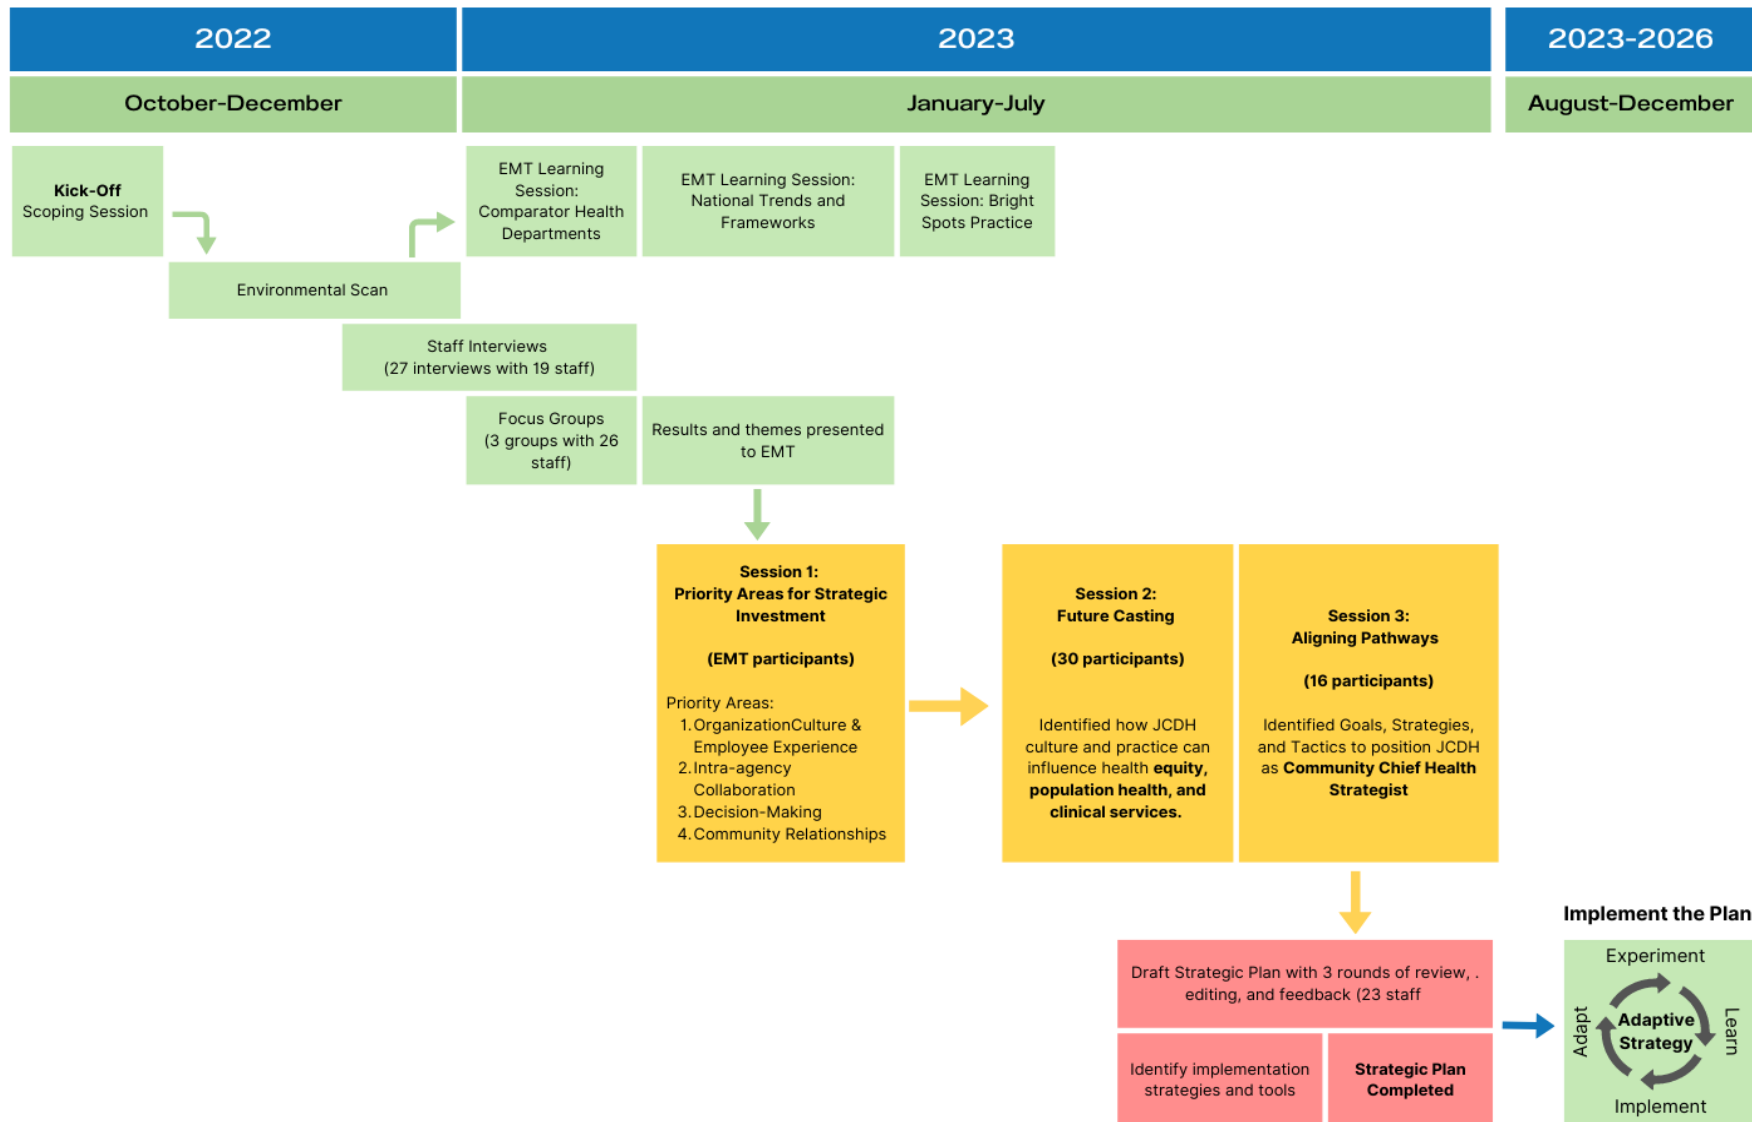 2022
2023
2023-2026
October-December
January-July
August-December
Kick-Off
Scoping Session
EMT Learning
Session:
Comparator Health
Departments
EMT Learning Session:
National Trends and
Frameworks
EMT Learning
Session: Bright
Spots Practice
Environmental Scan
Staff Interviews
(27 interviews with 19 staff)
Focus Groups
(3 groups with 26
staff)
Results and themes presented
to EMT
Session 1:
Priority Areas for Strategic
Investment
(EMT participants)
Priority Areas:
1. OrganizationCulture &
Employee Experience
2. Intra-agency
Collaboration
3. Decision-Making
4. Community Relationships
Session 2:
Future Casting
(30 participants)
Identified how JCDH
culture and practice can
influence health equity,
population health, and
clinical services.
Session 3:
Aligning Pathways
(16 participants)
Identified Goals, Strategies,
and Tactics to position JCDH
as Community Chief Health
Strategist
Draft Strategic Plan with 3 rounds of review, .
editing, and feedback (23 staff
Identify implementation
strategies and tools
Strategic Plan
Completed
Implement the Plan
Experiment
Learn
Implement
Adapt
Adaptive
Strategy